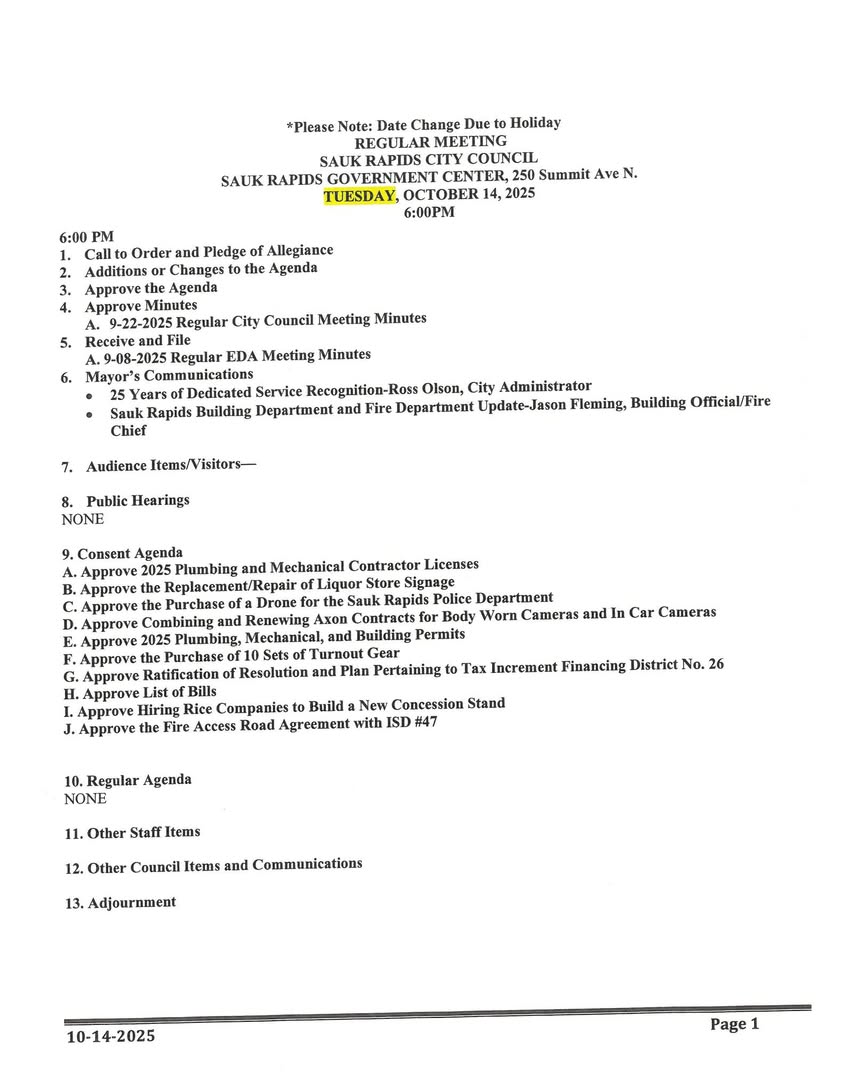 *Please Note: Date Change Due to Holiday
REGULAR MEETING
SAUK RAPIDS CITY COUNCIL
SAUK RAPIDS GOVERNMENT CENTER, 250 Summit Ave N.
TUESDAY, OCTOBER 14, 2025
6:00PM
6:00 PM
1. Call to Order and Pledge of Allegiance
2. Additions or Changes to the Agenda
3. Approve the Agenda
4. Approve Minutes
A. 9-22-2025 Regular City Council Meeting Minutes
5. Receive and File
A. 9-08-2025 Regular EDA Meeting Minutes
6. Mayor's Communications
• 25 Years of Dedicated Service Recognition-Ross Olson, City Administrator
• Sauk Rapids Building Department and Fire Department Update-Jason Fleming, Building Official/Fire
Chief
7. Audience Items/Visitors—
8. Public Hearings
NONE
9. Consent Agenda
A. Approve 2025 Plumbing and Mechanical Contractor Licenses
B. Approve the Replacement/Repair of Liquor Store Signage
C. Approve the Purchase of a Drone for the Sauk Rapids Police Department
D. Approve Combining and Renewing Axon Contracts for Body Worn Cameras and In Car Cameras
E. Approve 2025 Plumbing, Mechanical, and Building Permits
F. Approve the Purchase of 10 Sets of Turnout Gear
G. Approve Ratification of Resolution and Plan Pertaining to Tax Increment Financing District No. 26
H. Approve List of Bills
I. Approve Hiring Rice Companies to Build a New Concession Stand
J. Approve the Fire Access Road Agreement with ISD #47
10. Regular Agenda
NONE
11. Other Staff Items
12. Other Council Items and Communications
13. Adjournment
10-14-2025
Page 1